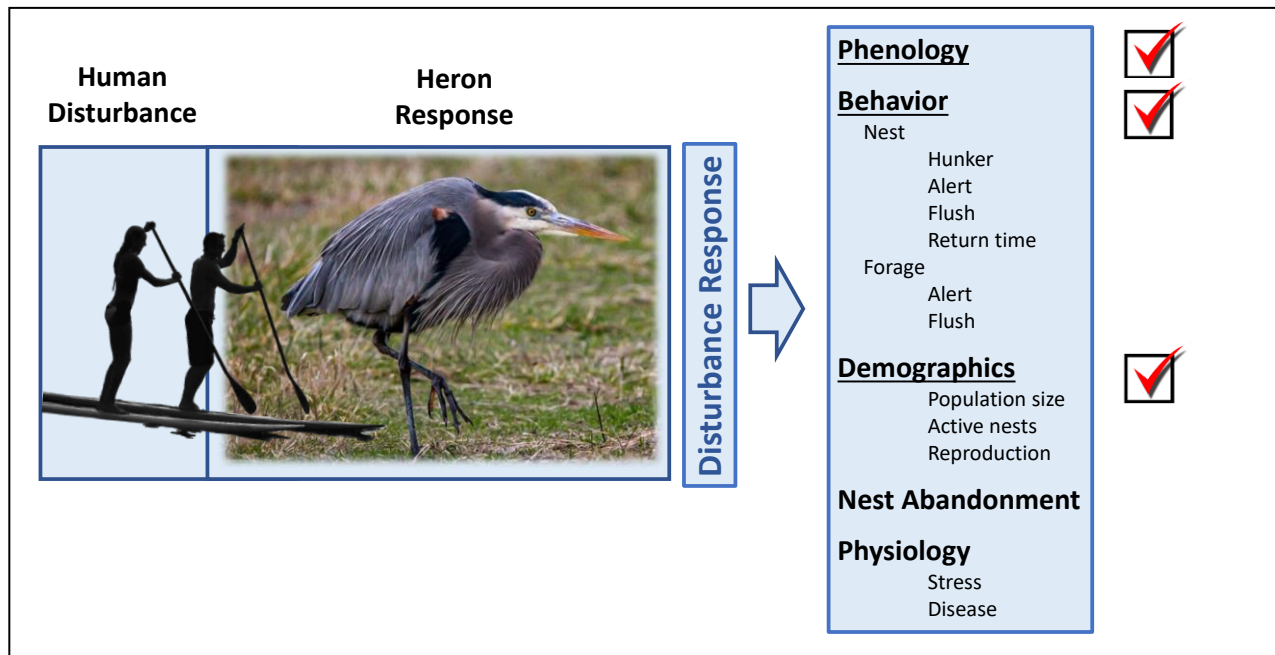 Human
Disturbance
Heron
Response
Disturbance Response
Phenology
Behavior
Nest
Hunker
Alert
Flush
Return time
Forage
Alert
Flush
Demographics
Population size
Active nests
Reproduction
Nest Abandonment
Physiology
Stress
Disease